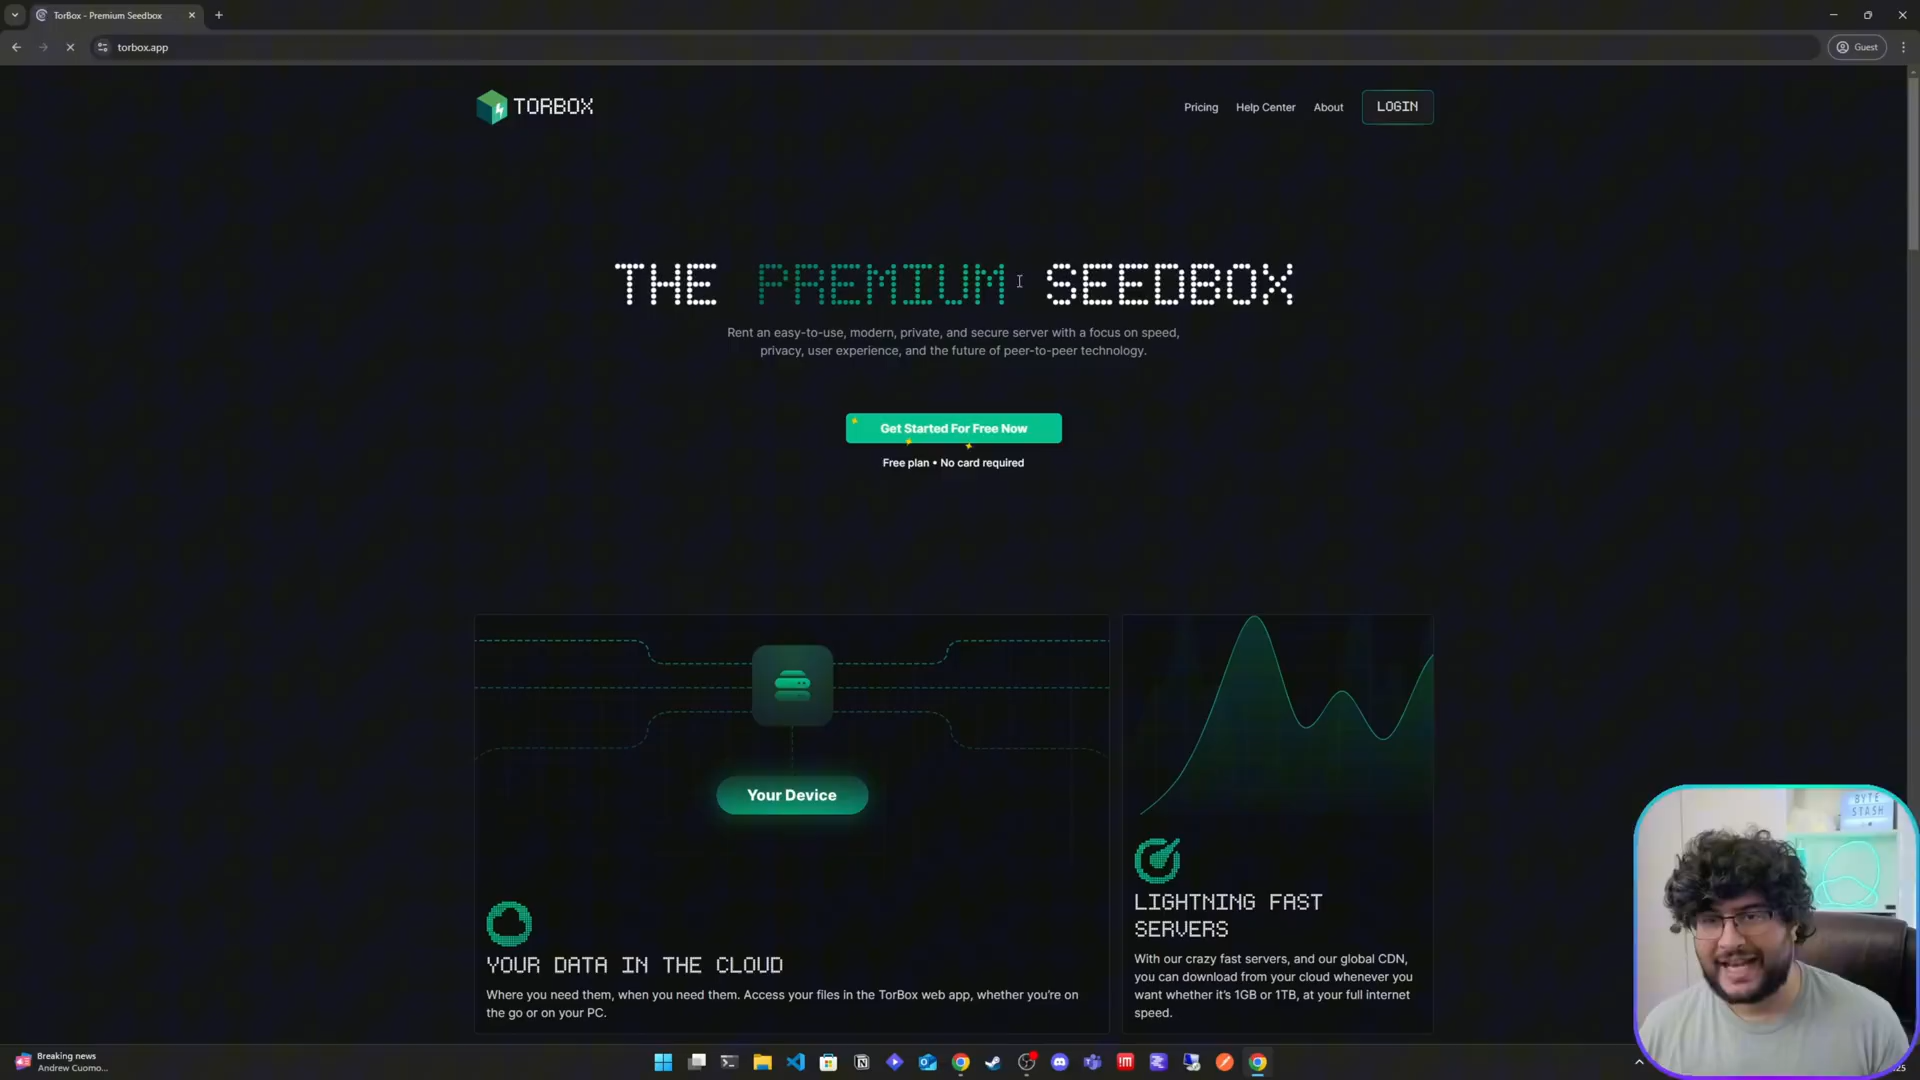 TorBox - Premium Seedbox
torbox.app
Guest
TORBOX
Pricing
Help Center
About
LOGIN
THE PREMIUM SEEDBOX
Rent an easy-to-use, modern, private, and secure server with a focus on speed,
privacy, user experience, and the future of peer-to-peer technology.
Get Started For Free Now
Free plan • No card required
Your Device
YOUR DATA IN THE CLOUD
Where you need them, when you need them. Access your files in the TorBox web app, whether you're on
the go or on your PC.
LIGHTNING FAST
SERVERS
With our crazy fast servers, and our global CDN,
you can download from your cloud whenever you
want whether it's 1GB or 1TB, at your full internet
speed.
BYTE
STASH
Breaking news
Andrew Cuomo...